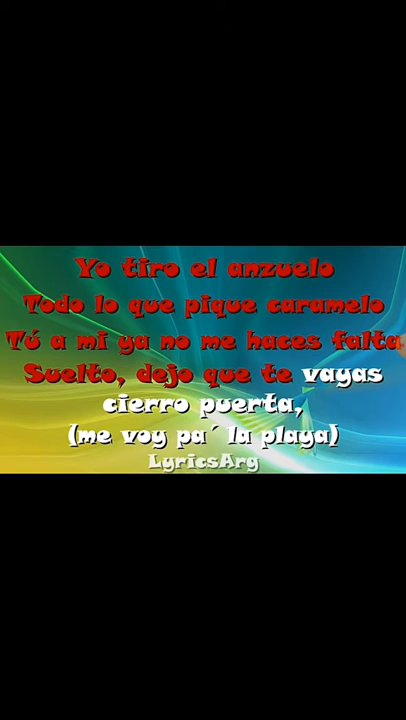 Yo tiro el anzuelo
Todo lo que pique caramelo
Tú a mi ya no me haces falta
Suelto, dejo que te vayas
cierro puerta,
(me voy pa´ la playa)
LyricsArg